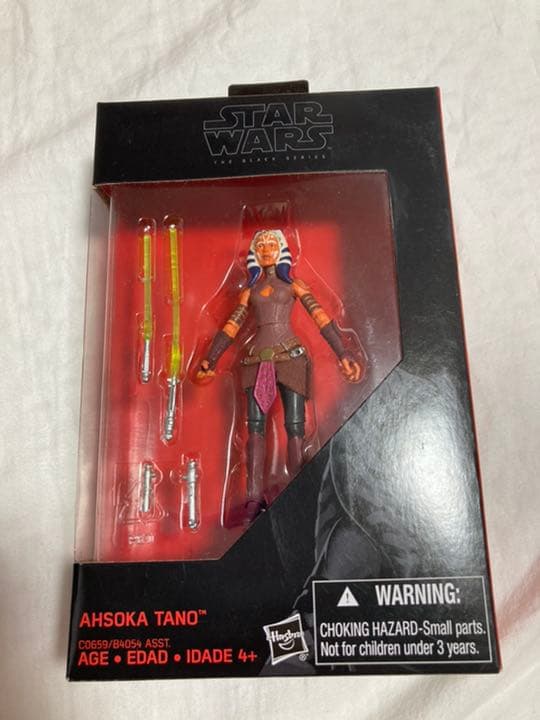 STAR
WARS
THE BLACK SERIES
AHSOKA TANO™
C0659/B4054 ASST.
AGE • EDAD • IDADE 4+
Hasbro
®
⚠ WARNING:
CHOKING HAZARD-Small parts.
Not for children under 3 years.